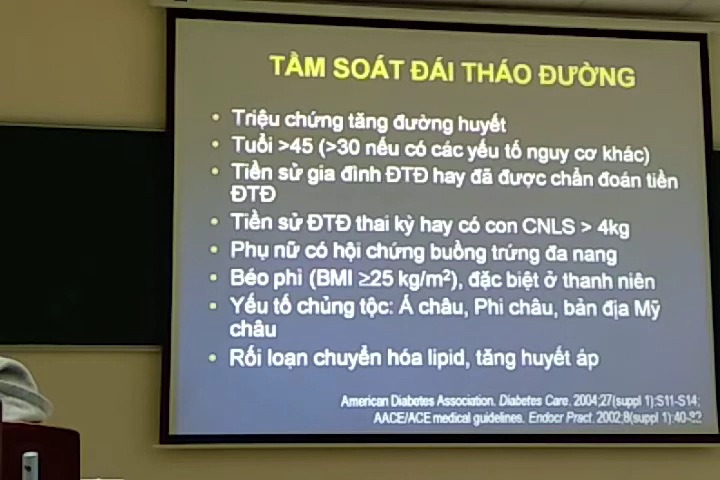 TẦM SOÁT ĐÁI THÁO ĐƯỜNG
• Triệu chứng tăng đường huyết
• Tuổi >45 (>30 nếu có các yếu tố nguy cơ khác)
• Tiền sử gia đình ĐTĐ hay đã được chẩn đoán tiền
ĐTĐ
• Tiền sử ĐTĐ thai kỳ hay có con CNLS > 4kg
• Phụ nữ có hội chứng buồng trứng đa nang
• Béo phì (BMI ≥25 kg/m²), đặc biệt ở thanh niên
• Yếu tố chủng tộc: Á châu, Phi châu, bản địa Mỹ
châu
• Rối loạn chuyển hóa lipid, tăng huyết áp
American Diabetes Association. Diabetes Care. 2004;27(suppl 1):S11-S14;
AACE/ACE medical guidelines. Endocr Pract. 2002;8(suppl 1):40-82